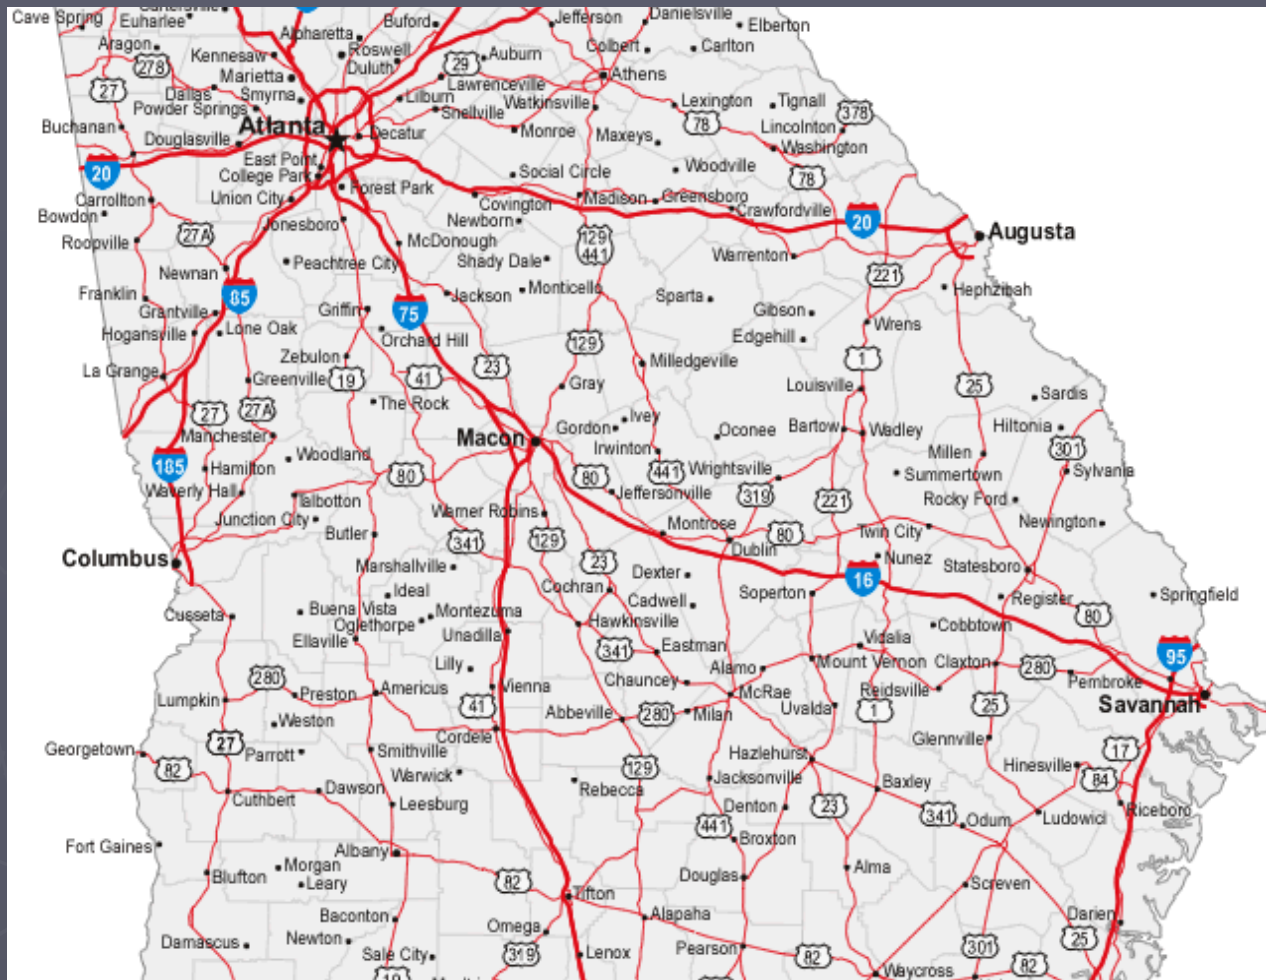 Cave Spring
Euharlee
Cartersville
Buford
Jefferson
Danielsville
Elberton
Aragon
Alpharetta
Roswell
Colbert
Carlton
278
Kennesaw
Duluth
29
Auburn
Marietta
Athens
27
Dallas
Smyrna
Lilburn
Lawrenceville
Powder Springs
Snellville
Watkinsville
Lexington
Tignall
378
Buchanan
Atlanta
Decatur
Monroe
Maxeys
78
Lincolnton
Douglasville
Washington
20
East Point
College Park
Social Circle
Woodville
78
Carrollton
Union City
Forest Park
Covington
Madison
Greensboro
Crawfordville
Bowdon
27A
Jonesboro
Newborn
20
Augusta
Roopville
McDonough
129
441
Warrenton
Newnan
Peachtree City
Shady Dale
221
Franklin
85
Jackson
Monticello
Sparta
Hephzibah
Grantville
Griffin
75
Gibson
Hogansville
Lone Oak
Orchard Hill
129
Edgehill
Wrens
La Grange
Zebulon
23
Milledgeville
1
Greenville
19
41
Gray
Louisville
25
27
27A
The Rock
Sardis
Manchester
Macon
Gordon
Ivey
Oconee
Bartow
Wadley
Hiltonia
Irwinton
301
185
Hamilton
Woodland
80
80
441
Wrightsville
Summertown
Millen
Sylvania
Waverly Hall
Talbotton
Jeffersonville
319
221
Rocky Ford
Junction City
Warner Robins
Montrose
Newington
Butler
341
129
Dublin
80
Twin City
Columbus
Marshallville
23
Nunez
Statesboro
Ideal
Cochran
Dexter
16
Soperton
Register
Springfield
Cusseta
Buena Vista
Montezuma
Cadwell
80
Oglethorpe
Hawkinsville
Cobbtown
Ellaville
Unadilla
341
Eastman
Vidalia
95
Lilly
Alamo
Mount Vernon
Claxton
280
Pembroke
280
Preston
Americus
Vienna
Chauncey
McRae
Reidsville
Lumpkin
41
Abbeville
280
Milan
Uvalda
1
25
Savannah
Weston
Cordele
Glennville
Georgetown
27
Parrott
Smithville
Hazlehurst
17
82
Warwick
129
Jacksonville
Hinesville
84
Cuthbert
Dawson
Leesburg
Rebecca
Baxley
Denton
23
341
Odum
Ludowici
Riceboro
Fort Gaines
Albany
441
Broxton
Morgan
Alma
Blufton
Leary
82
Tifton
Douglas
Screven
Baconton
Omega
Alapaha
Darien
Damascus
Newton
Sale City
319
Lenox
Pearson
82
301
25
19
Waycross
82